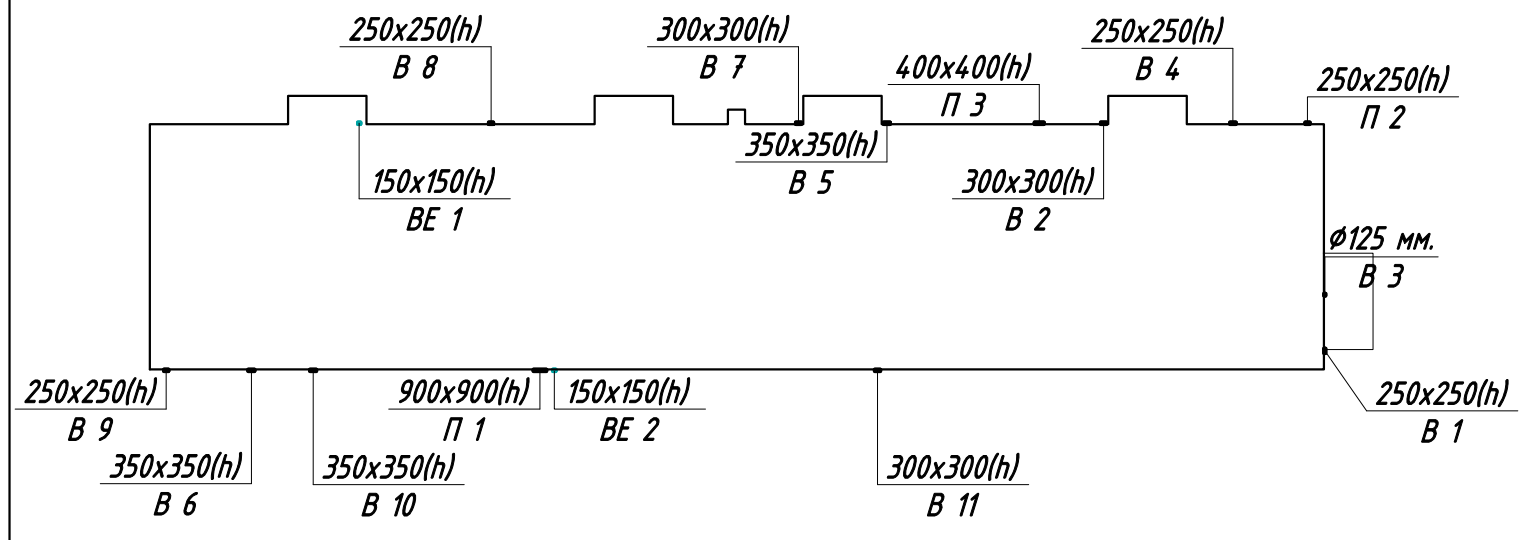 250x250(h)
В 8
300x300(h)
В 7
400x400(h)
П 3
250x250(h)
В 4
250x250(h)
П 2
350x350(h)
В 5
150x150(h)
ВЕ 1
300x300(h)
В 2
Ф125 мм.
В 3
250x250(h)
В 9
900x900(h)
П 1
150x150(h)
ВЕ 2
250x250(h)
В 1
350x350(h)
В 6
350x350(h)
В 10
300x300(h)
В 11